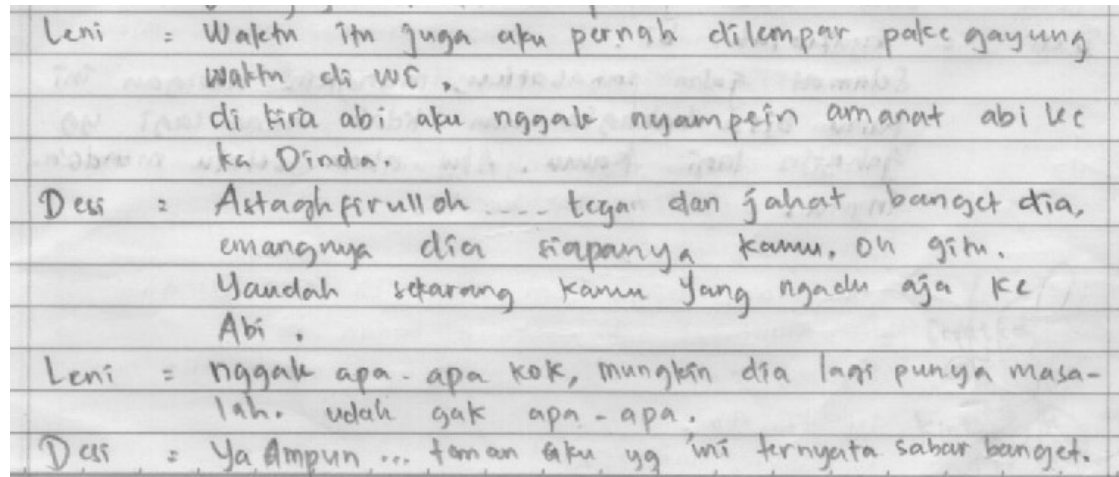 Leni : Waktu itu juga aku pernah dilempar pake gayung
waktu di WC.
di kira abi aku nggak nyampein amanat abi ke
ka Dinda.
Desi : Astaghfirulloh .... tega dan jahat banget dia,
emangnya dia siapanya kamu. Oh gitu.
Yaudah sekarang kamu yang ngadu aja ke
Abi.
Leni : nggak apa-apa kok, mungkin dia lagi punya masa-
lah. udah gak apa-apa.
Desi : Ya Ampun ... teman aku yg ini ternyata sabar banget.